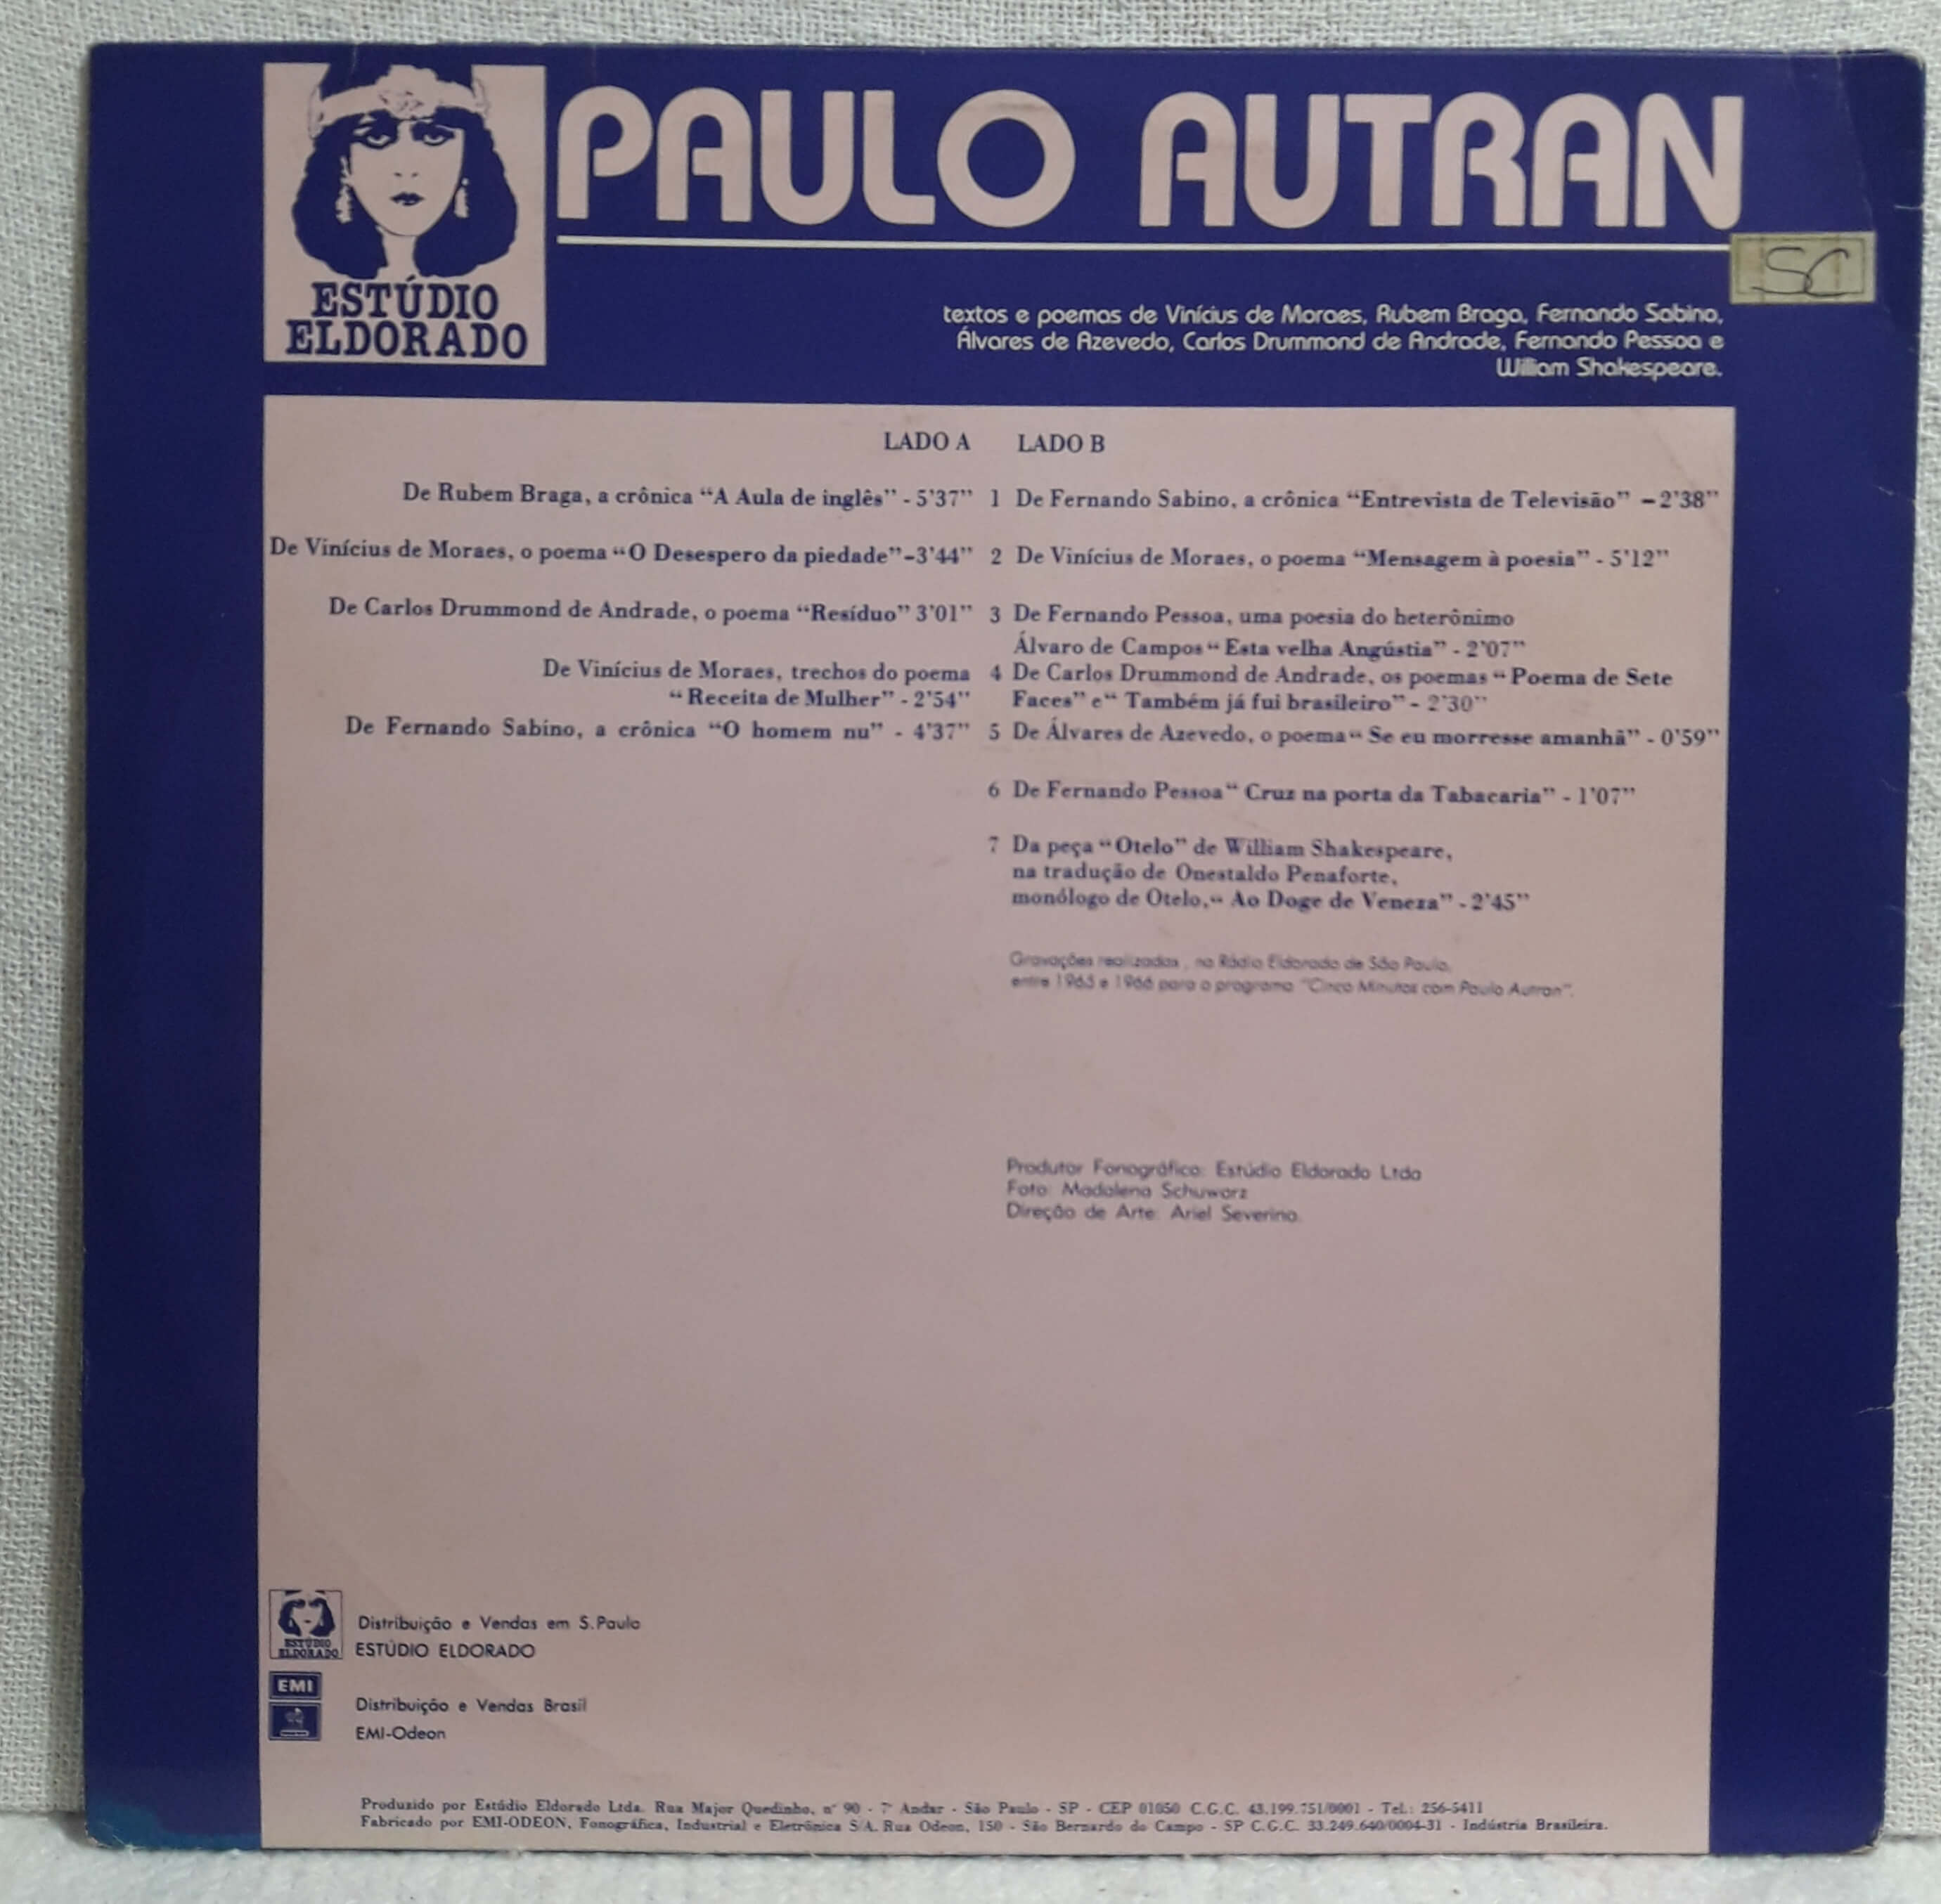 PAULO AUTRAN
ESTÚDIO
ELDORADO
SC
textos e poemas de Vinícius de Moraes, Rubem Braga, Fernando Sabino,
Álvares de Azevedo, Carlos Drummond de Andrade, Fernando Pessoa e
William Shakespeare.
LADO A
De Rubem Braga, a crônica “A Aula de inglês” - 5'37” 1
De Vinícius de Moraes, o poema “O Desespero da piedade”-3'44” 2
De Carlos Drummond de Andrade, o poema “Resíduo” 3'01” 3
De Vinícius de Moraes, trechos do poema 4
“Receita de Mulher” - 2'54”
De Fernando Sabino, a crônica “O homem nu” - 4'37” 5
LADO B
De Fernando Sabino, a crônica “Entrevista de Televisão” –2'38”
De Vinícius de Moraes, o poema “Mensagem à poesia” - 5'12”
De Fernando Pessoa, uma poesia do heterônimo
Álvaro de Campos “Esta velha Angústia” - 2'07”
De Carlos Drummond de Andrade, os poemas “Poema de Sete
Faces” e “Também já fui brasileiro” - 2'30”
De Álvares de Azevedo, o poema “Se eu morresse amanhã” - 0'59”
6 De Fernando Pessoa “Cruz na porta da Tabacaria” - 1'07”
7 Da peça “Otelo” de William Shakespeare,
na tradução de Onestaldo Penaforte,
monólogo de Otelo, “Ao Doge de Veneza” - 2'45”
Gravações realizadas, na Rádio Eldorado de São Paulo,
entre 1965 e 1966 para o programa “Cinco Minutos com Paulo Autran”.
Produtor Fonográfico: Estúdio Eldorado Ltda
Foto: Madalena Schuwarz
Direção de Arte: Ariel Severino.
ESTÚDIO
ELDORADO
Distribuição e Vendas em S.Paulo
ESTÚDIO ELDORADO
EMI
Distribuição e Vendas Brasil
EMI-Odeon
Produzido por Estúdio Eldorado Ltda. Rua Major Quedinho, nº 90 - 7º Andar - São Paulo - SP - CEP 01050 C.G.C. 43.199.751/0001 - Tel.: 256-5411
Fabricado por EMI-ODEON, Fonográfica, Industrial e Eletrônica S/A. Rua Odeon, 150 - São Bernardo do Campo - SP C.G.C. 33.249.640/0004-31 - Indústria Brasileira.